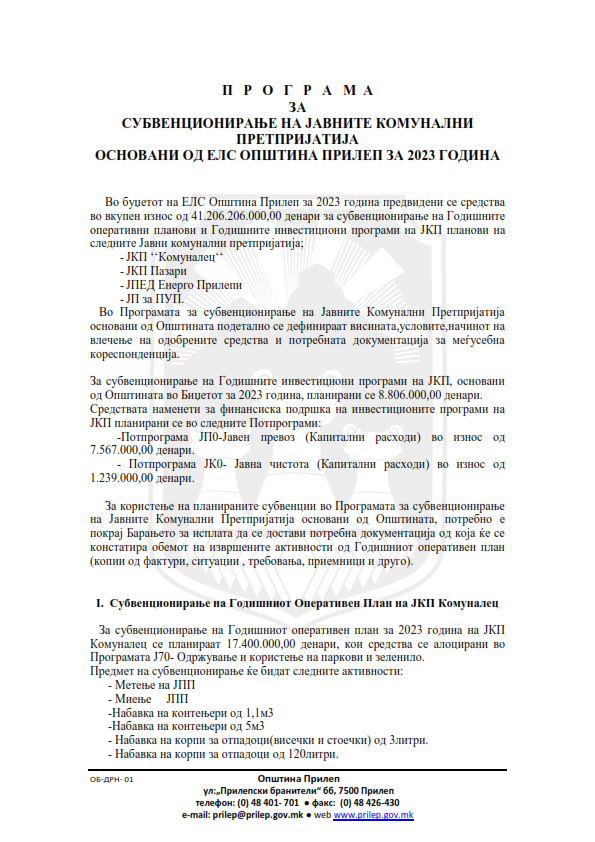 П Р О Г Р А М А
ЗА
СУБВЕНЦИОНИРАЊЕ НА ЈАВНИТЕ КОМУНАЛНИ
ПРЕТПРИЈАТИЈА
ОСНОВАНИ ОД ЕЛС ОПШТИНА ПРИЛЕП ЗА 2023 ГОДИНА
Во буџетот на ЕЛС Општина Прилеп за 2023 година предвидени се средства
во вкупен износ од 41.206.206.000,00 денари за субвенционирање на Годишните
оперативни планови и Годишните инвестициони програми на ЈКП планови на
следните Јавни комунални претпријатија;
- ЈКП ‘‘Комуналец‘‘
- ЈКП Пазари
- ЈПЕД Енерго Прилепи
- ЈП за ПУП.
Во Програмата за субвенционирање на Јавните Комунални Претпријатија
основани од Општината подетално се дефинираат висината,условите,начинот на
влечење на одобрените средства и потребната документација за меѓусебна
кореспонденција.
За субвенционирање на Годишните инвестициони програми на ЈКП, основани
од Општината во Биџетот за 2023 година, планирани се 8.806.000,00 денари.
Средствата наменети за финансиска подршка на инвестиционите програми на
ЈКП планирани се во следните Потпрограми:
-Потпрограма ЈП0-Јавен превоз (Капитални расходи) во износ од
7.567.000,00 денари.
- Потпрограма ЈК0- Јавна чистота (Капитални расходи) во износ од
1.239.000,00 денари.
За користење на планираните субвенции во Програмата за субвенционирање
на Јавните Комунални Претпријатија основани од Општината, потребно е
покрај Барањето за исплата да се достави потребна документација од која ќе се
констатира обемот на извршените активности од Годишниот оперативен план
(копии од фактури, ситуации , требовања, приемници и друго).
I. Субвенционирање на Годишниот Оперативен План на ЈКП Комуналец
За субвенционирање на Годишниот оперативен план за 2023 година на ЈКП
Комуналец се планираат 17.400.000,00 денари, кои средства се алоцирани во
Програмата Ј70- Одржување и користење на паркови и зеленило.
Предмет на субвенционирање ќе бидат следните активности:
- Метење на ЈПП
- Миење ЈПП
-Набавка на контењери од 1,1м3
-Набавка на контењери од 5м3
- Набавка на корпи за отпадоци(височки и стоечки) од 3литри.
- Набавка на корпи за отпадоци од 120литри.
ОБ-ДРН- 01
Општина Прилеп
ул:„Прилепски бранители“ бб, 7500 Прилеп
телефон: (0) 48 401- 701 ● факс: (0) 48 426-430
e-mail: prilep@prilep.gov.mk ● web www.prilep.gov.mk